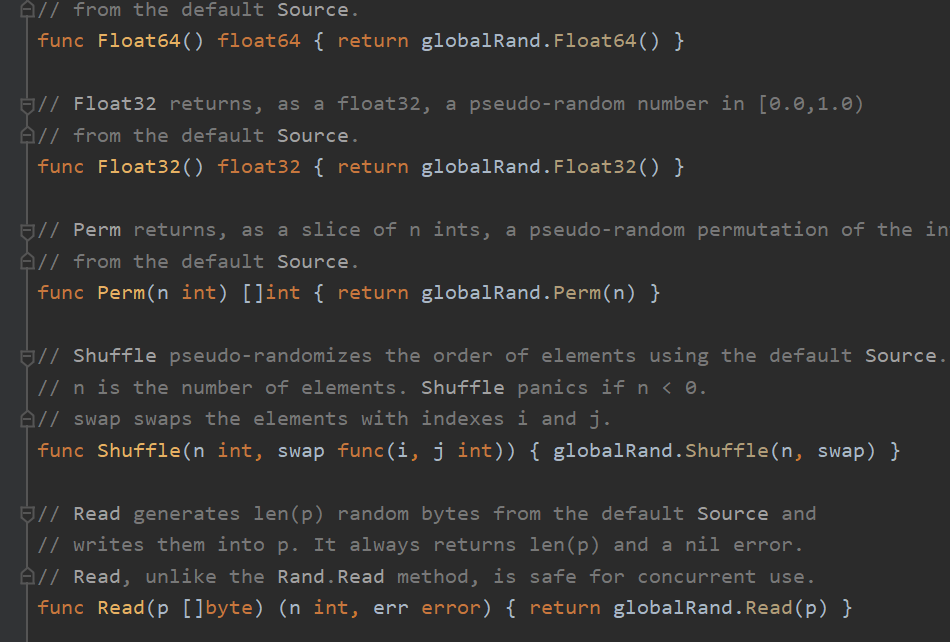 // from the default Source.
func Float64() float64 { return globalRand.Float64() }
// Float32 returns, as a float32, a pseudo-random number in [0.0,1.0)
// from the default Source.
func Float32() float32 { return globalRand.Float32() }
// Perm returns, as a slice of n ints, a pseudo-random permutation of the in
// from the default Source.
func Perm(n int) []int { return globalRand.Perm(n) }
// Shuffle pseudo-randomizes the order of elements using the default Source.
// n is the number of elements. Shuffle panics if n < 0.
// swap swaps the elements with indexes i and j.
func Shuffle(n int, swap func(i, j int)) { globalRand.Shuffle(n, swap) }
// Read generates len(p) random bytes from the default Source and
// writes them into p. It always returns len(p) and a nil error.
// Read, unlike the Rand.Read method, is safe for concurrent use.
func Read(p []byte) (n int, err error) { return globalRand.Read(p) }